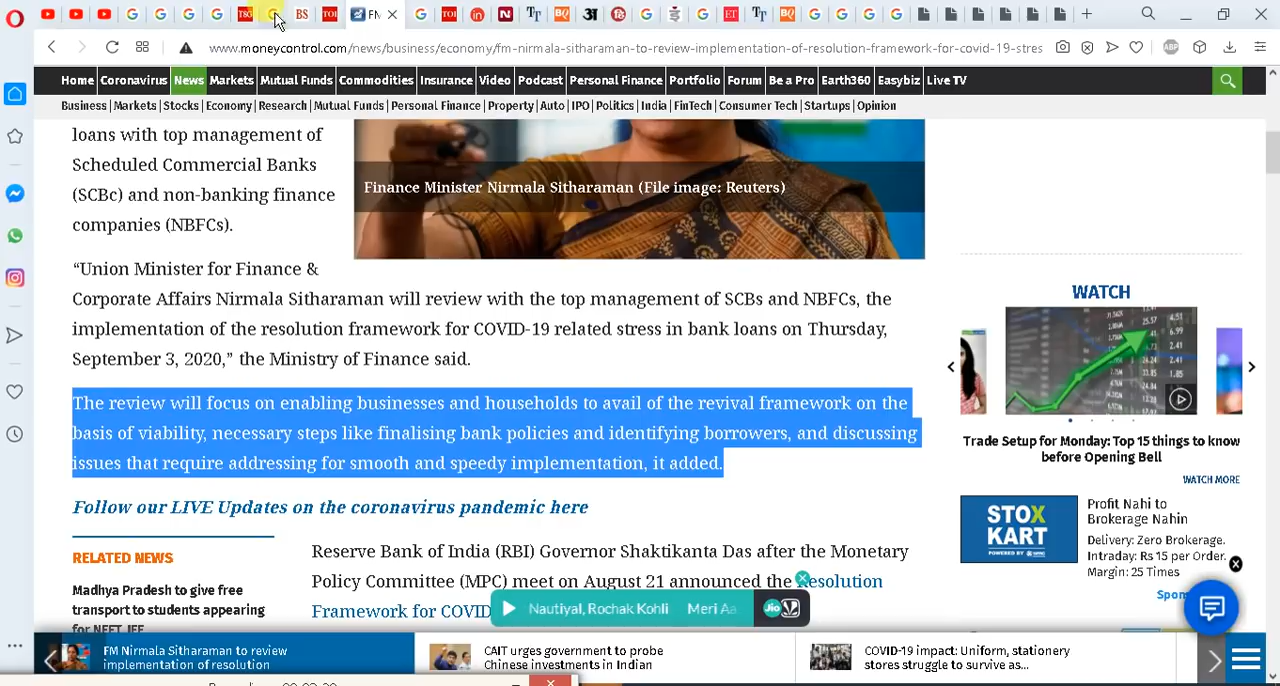 TOI
FM
www.moneycontrol.com/news/business/economy/fm-nirmala-sitharaman-to-review-implementation-of-resolution-framework-for-covid-19-stres
Home Coronavirus News Markets Mutual Funds Commodities Insurance Video Podcast Personal Finance Portfolio Forum Be a Pro Earth360 Easybiz Live TV
Business | Markets | Stocks | Economy | Research | Mutual Funds | Personal Finance | Property | Auto | IPO | Politics | India | FinTech | Consumer Tech | Startups | Opinion
loans with top management of
Scheduled Commercial Banks
(SCBc) and non-banking finance
companies (NBFCs).
Finance Minister Nirmala Sitharaman (File image: Reuters)
“Union Minister for Finance &
Corporate Affairs Nirmala Sitharaman will review with the top management of SCBs and NBFCs, the
implementation of the resolution framework for COVID-19 related stress in bank loans on Thursday,
September 3, 2020,” the Ministry of Finance said.
The review will focus on enabling businesses and households to avail of the revival framework on the
basis of viability, necessary steps like finalising bank policies and identifying borrowers, and discussing
issues that require addressing for smooth and speedy implementation, it added.
Follow our LIVE Updates on the coronavirus pandemic here
RELATED NEWS
Madhya Pradesh to give free
transport to students appearing
for NEET JEE
Reserve Bank of India (RBI) Governor Shaktikanta Das after the Monetary
Policy Committee (MPC) meet on August 21 announced the Resolution
Framework for COVID
Nautiyal, Rochak Kohli Meri Aa
Jio
WATCH
Trade Setup for Monday: Top 15 things to know
before Opening Bell
WATCH MORE
STOX
KART
Profit Nahi to
Brokerage Nahin
Delivery: Zero Brokerage.
Intraday: Rs 15 per Order.
Margin: 25 Times
Spon
FM Nirmala Sitharaman to review
implementation of resolution
CAIT urges government to probe
Chinese investments in Indian
COVID-19 impact: Uniform, stationery
stores struggle to survive as...